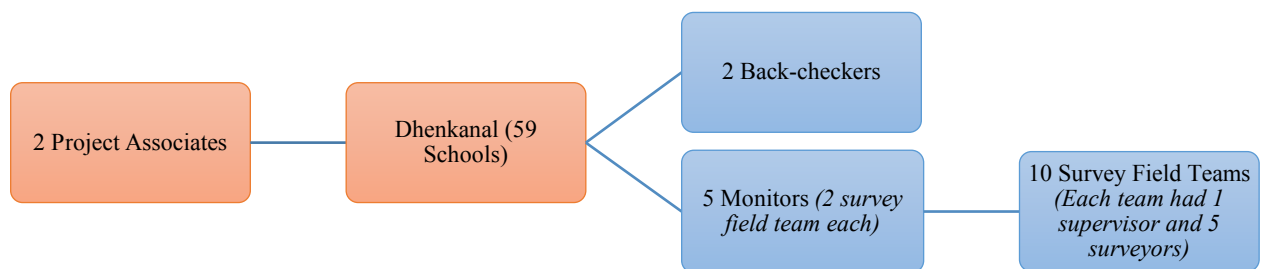 2 Project Associates
Dhenkanal (59
Schools)
2 Back-checkers
5 Monitors (2 survey
field team each)
10 Survey Field Teams
(Each team had 1
supervisor and 5
surveyors)